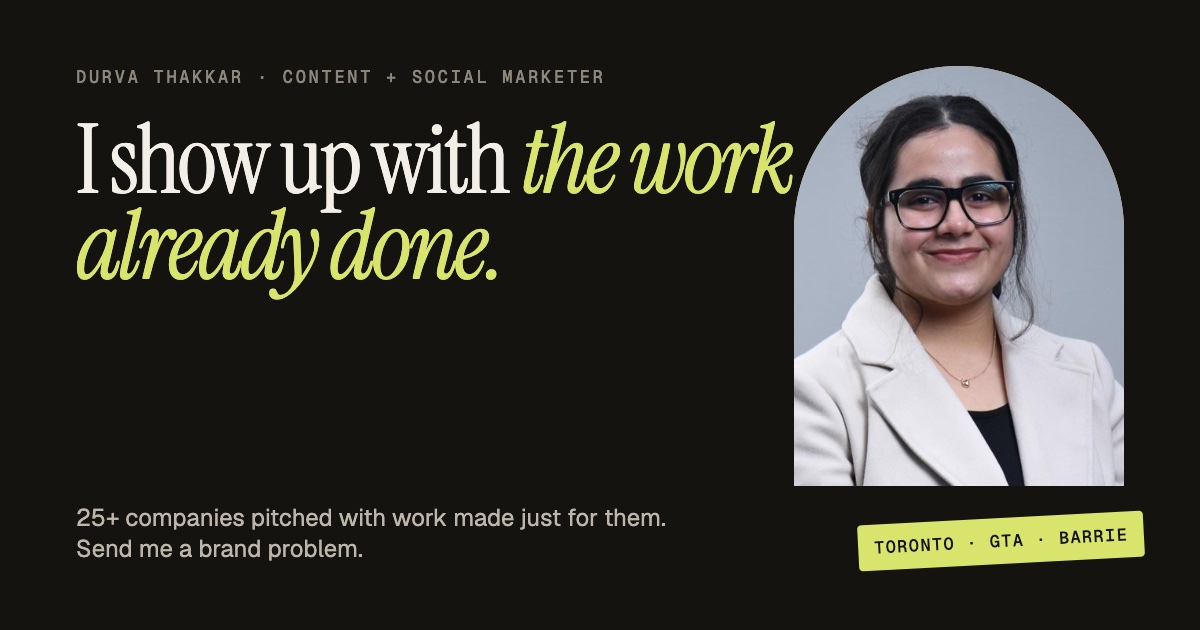 DURVA THAKKAR · CONTENT + SOCIAL MARKETER
I show up with the work
already done.
25+ companies pitched with work made just for them.
Send me a brand problem.
TORONTO · GTA · BARRIE